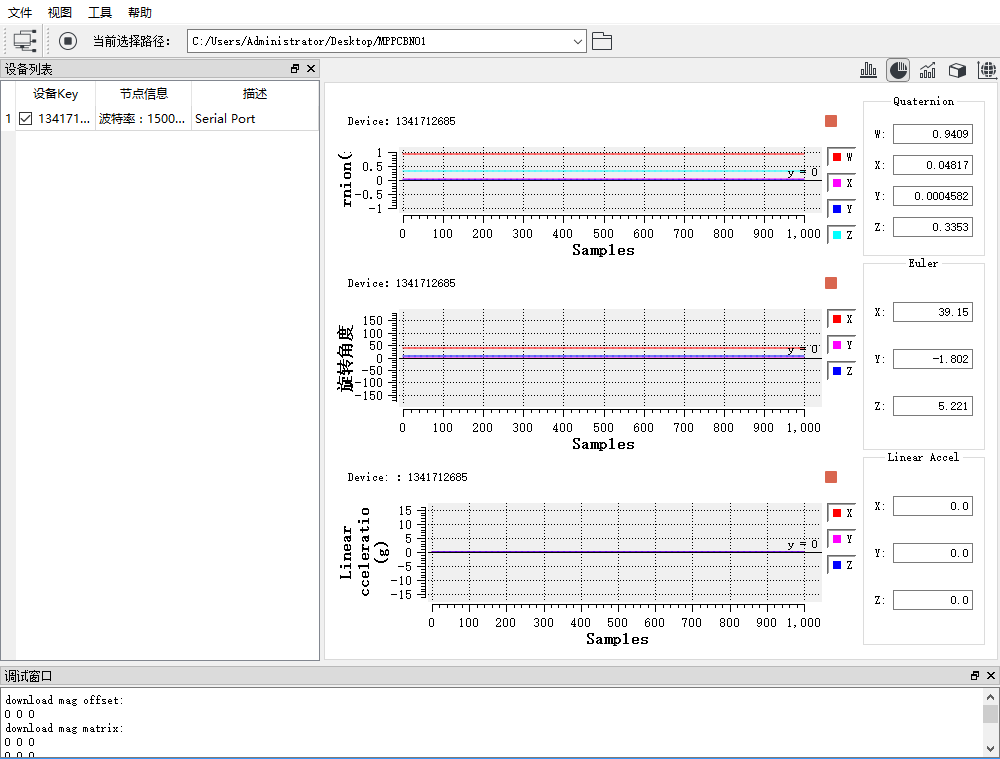 文件 视图 工具 帮助
当前选择路径： C:/Users/Administrator/Desktop/MPPCBNO1
设备列表
设备Key 节点信息 描述
1 134171... 波特率：1500... Serial Port
Device: 1341712685
rnion(
1
0.5
0
-0.5
-1
y = 0
0 100 200 300 400 500 600 700 800 900 1,000
Samples
W
X
Y
Z
Quaternion
W: 0.9409
X: 0.04817
Y: 0.0004582
Z: 0.3353
Device: 1341712685
旋转角度
150
100
50
0
-50
-100
-150
y = 0
0 100 200 300 400 500 600 700 800 900 1,000
Samples
X
Y
Z
Euler
X: 39.15
Y: -1.802
Z: 5.221
Device: : 1341712685
Linear
cceleratio
(g)
15
10
5
0
-5
-10
-15
y = 0
0 100 200 300 400 500 600 700 800 900 1,000
Samples
X
Y
Z
Linear Accel
X: 0.0
Y: 0.0
Z: 0.0
调试窗口
download mag offset:
0 0 0
download mag matrix:
0 0 0
0 0 0